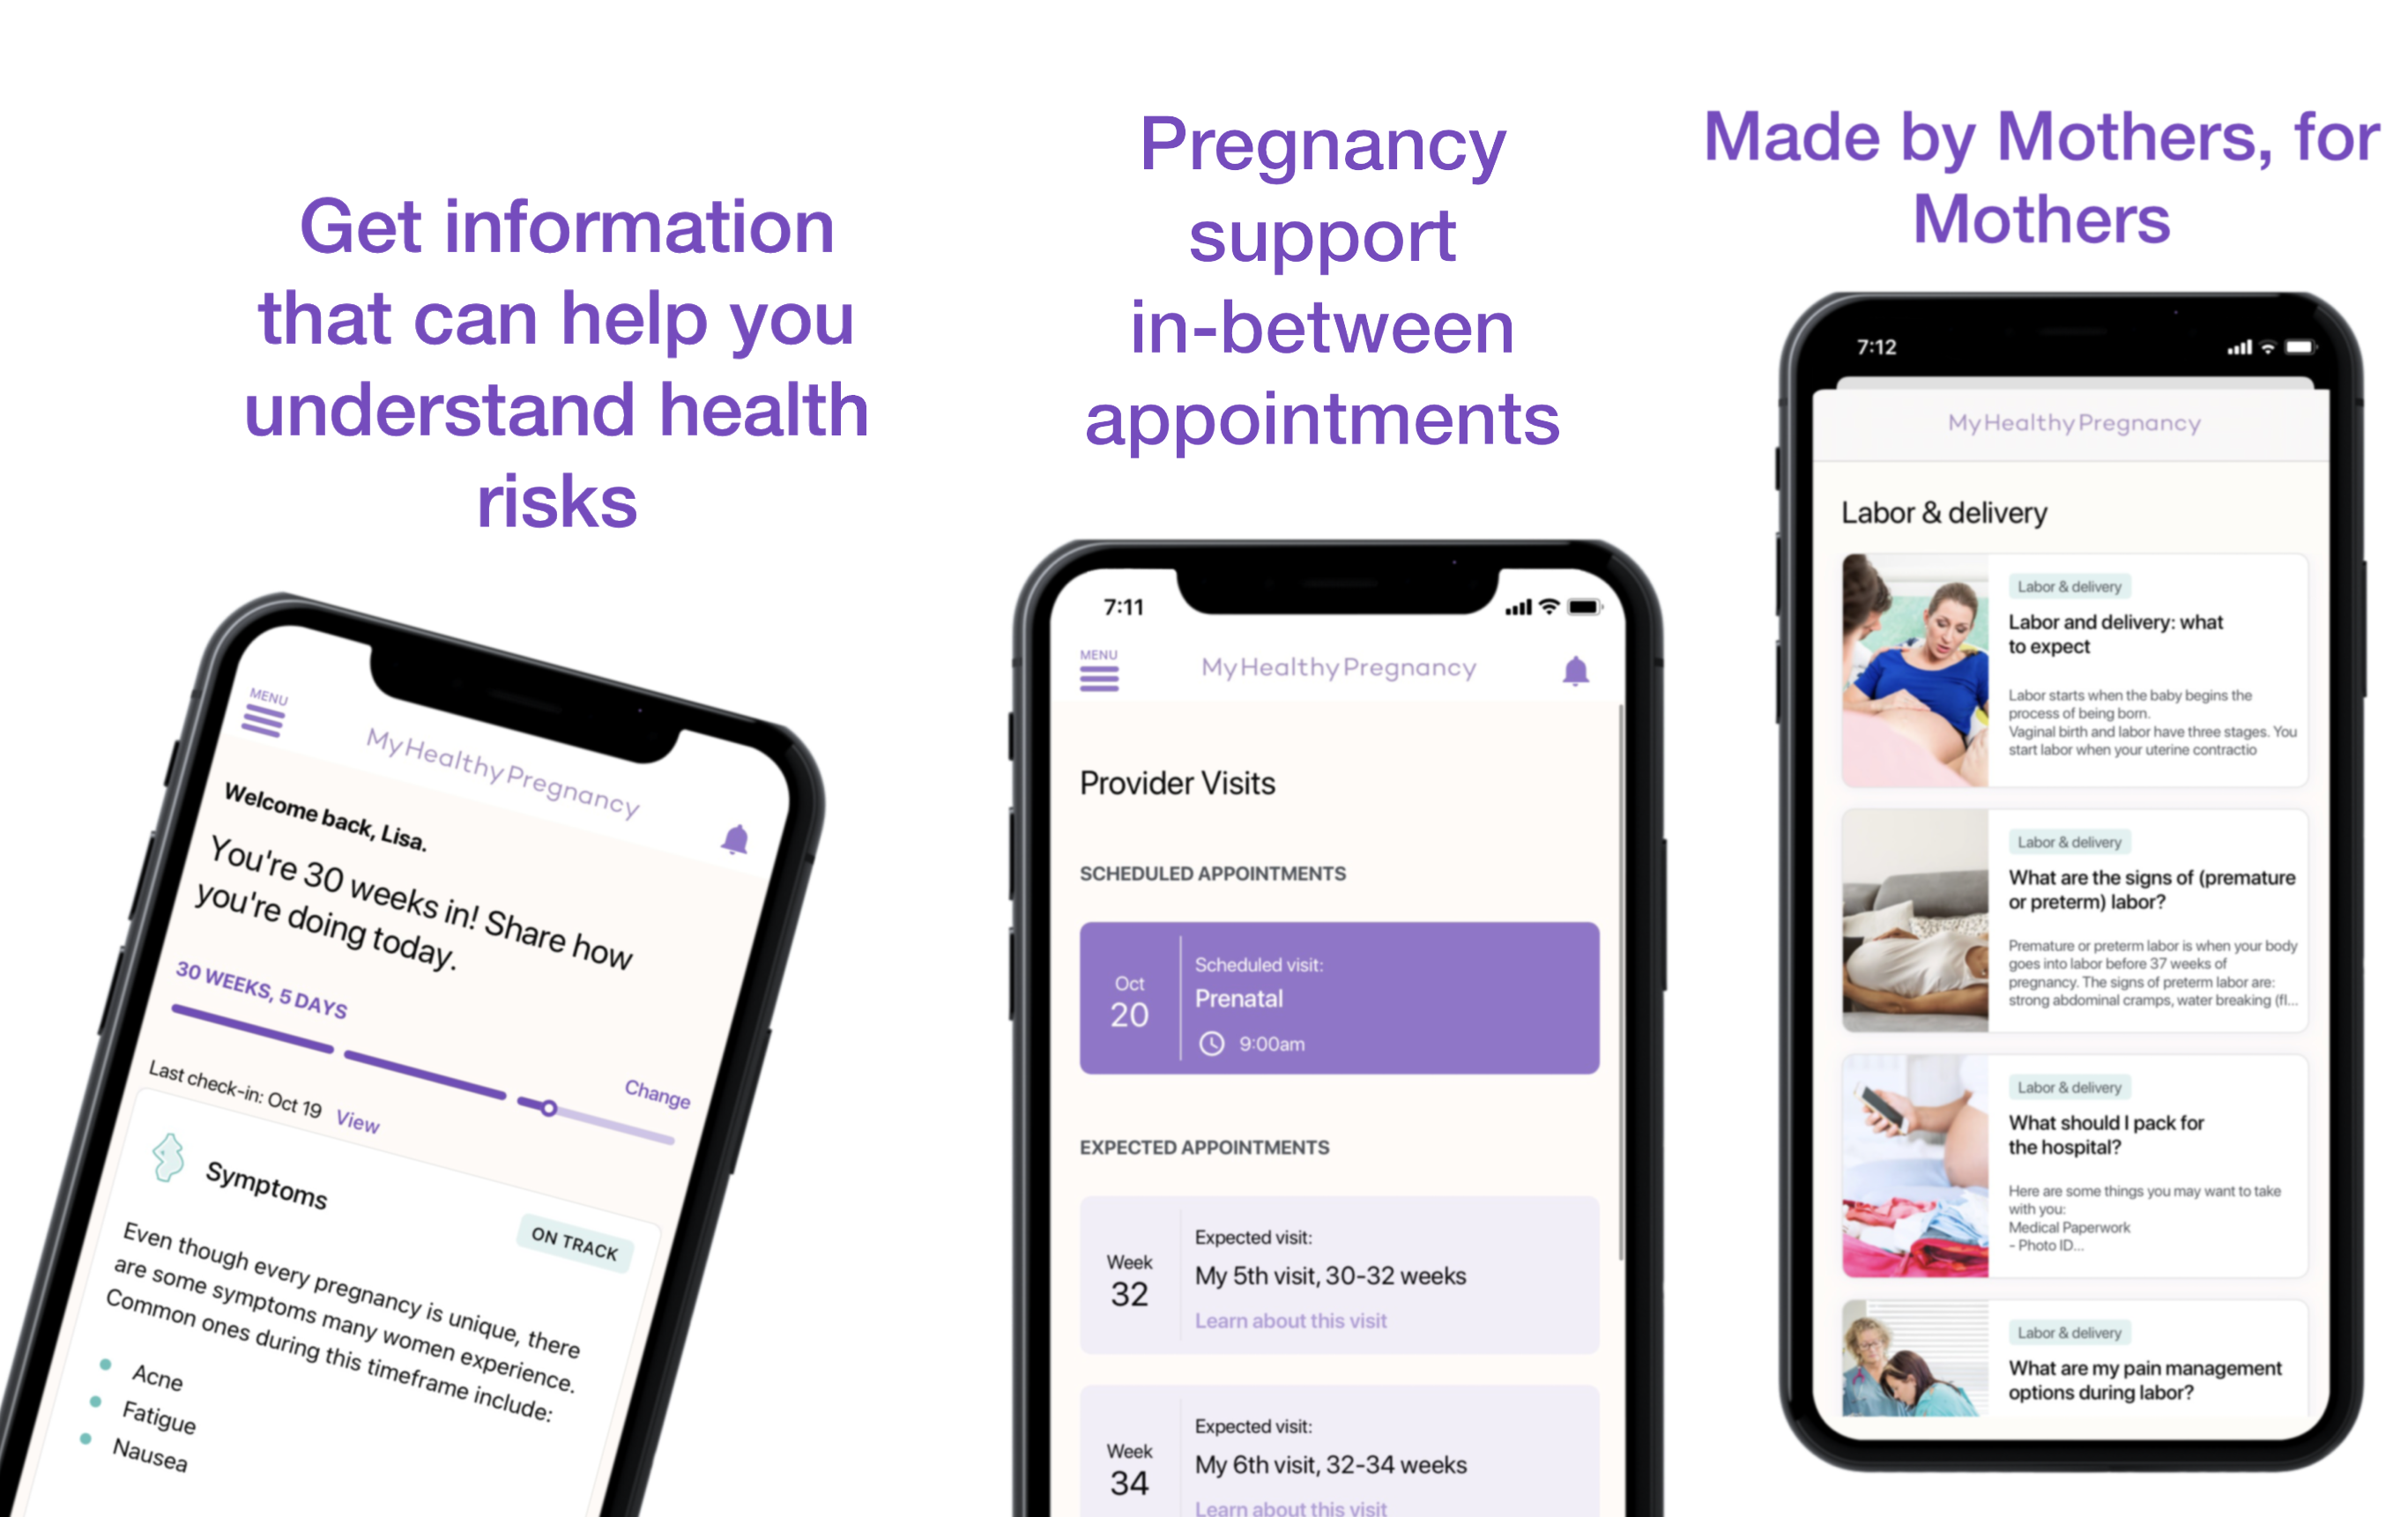 Get information
that can help you
understand health
risks
MENU
MyHealthyPregnancy
Welcome back, Lisa.
You're 30 weeks in! Share how
you're doing today.
30 WEEKS, 5 DAYS
Change
Last check-in: Oct 19 View
Symptoms
ON TRACK
Even though every pregnancy is unique, there
are some symptoms many women experience.
Common ones during this timeframe include:
Acne
Fatigue
Nausea
Pregnancy
support
in-between
appointments
7:11
MENU
MyHealthyPregnancy
Provider Visits
SCHEDULED APPOINTMENTS
Oct
20
Scheduled visit:
Prenatal
9:00am
EXPECTED APPOINTMENTS
Week
32
Expected visit:
My 5th visit, 30-32 weeks
Learn about this visit
Week
34
Expected visit:
My 6th visit, 32-34 weeks
Learn about this visit
Made by Mothers, for
Mothers
7:12
MyHealthyPregnancy
Labor & delivery
Labor & delivery
Labor and delivery: what
to expect
Labor starts when the baby begins the
process of being born.
Vaginal birth and labor have three stages. You
start labor when your uterine contractio
Labor & delivery
What are the signs of (premature
or preterm) labor?
Premature or preterm labor is when your body
goes into labor before 37 weeks of
pregnancy. The signs of preterm labor are:
strong abdominal cramps, water breaking (fl...
Labor & delivery
What should I pack for
the hospital?
Here are some things you may want to take
with you:
Medical Paperwork
- Photo ID...
Labor & delivery
What are my pain management
options during labor?